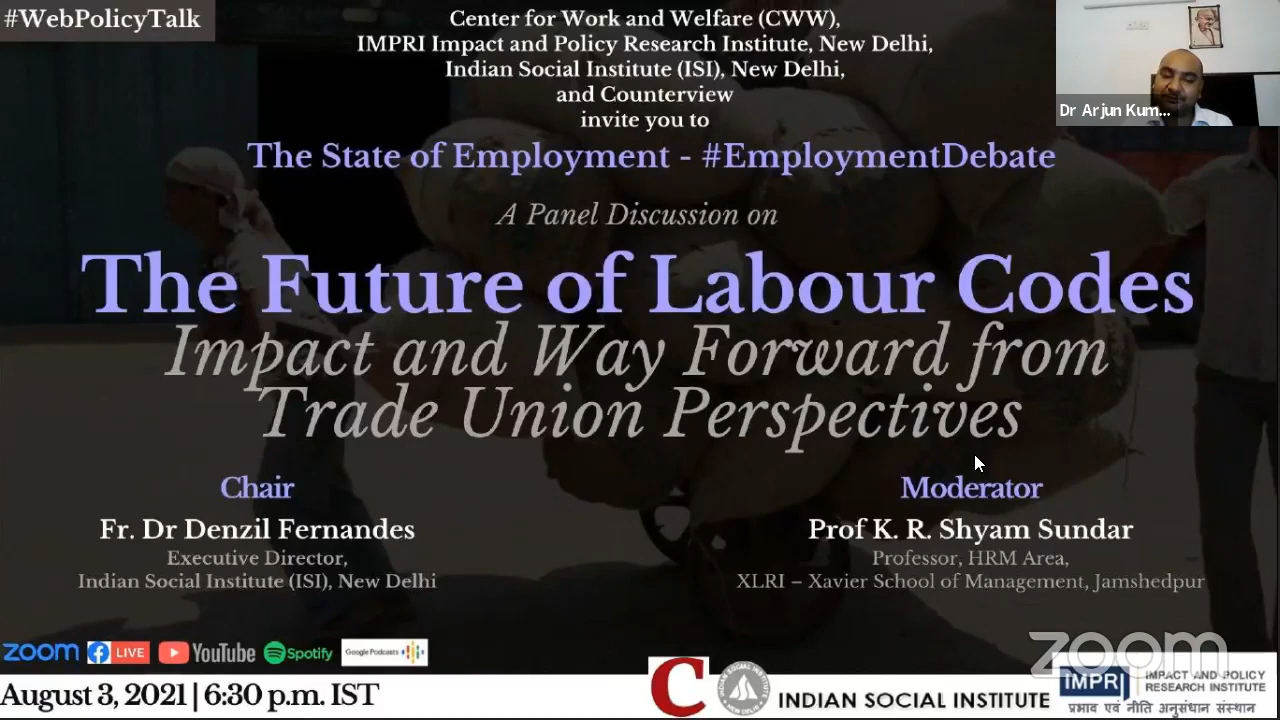 #WebPolicyTalk
Center for Work and Welfare (CWW),
IMPRI Impact and Policy Research Institute, New Delhi,
Indian Social Institute (ISI), New Delhi,
and Counterview
invite you to
Dr Arjun Kum...
The State of Employment - #EmploymentDebate
A Panel Discussion on
The Future of Labour Codes
Impact and Way Forward from
Trade Union Perspectives
Chair
Fr. Dr Denzil Fernandes
Executive Director,
Indian Social Institute (ISI), New Delhi
Moderator
Prof K. R. Shyam Sundar
Professor, HRM Area,
XLRI – Xavier School of Management, Jamshedpur
zoom LIVE YouTube Spotify Google Podcasts
zoom
August 3, 2021 | 6:30 p.m. IST
C
INDIAN SOCIAL INSTITUTE
IMPRI
IMPACT AND POLICY
RESEARCH INSTITUTE
प्रभाव एवं नीति अनुसंधान संस्थान